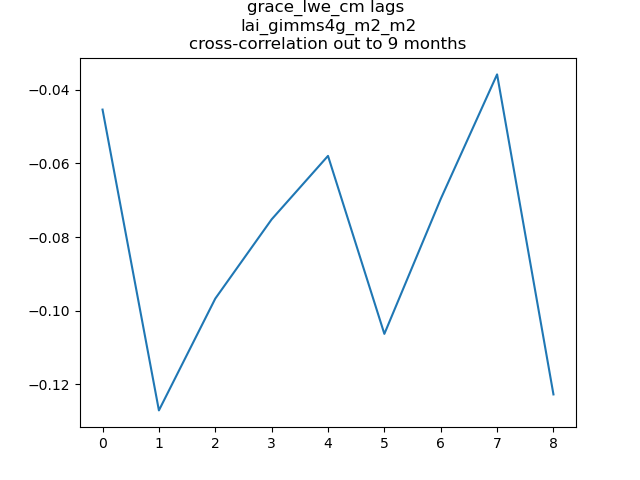 grace_lwe_cm lags
lai_gimms4g_m2_m2
cross-correlation out to 9 months
−0.04
−0.06
−0.08
−0.10
−0.12
0 1 2 3 4 5 6 7 8